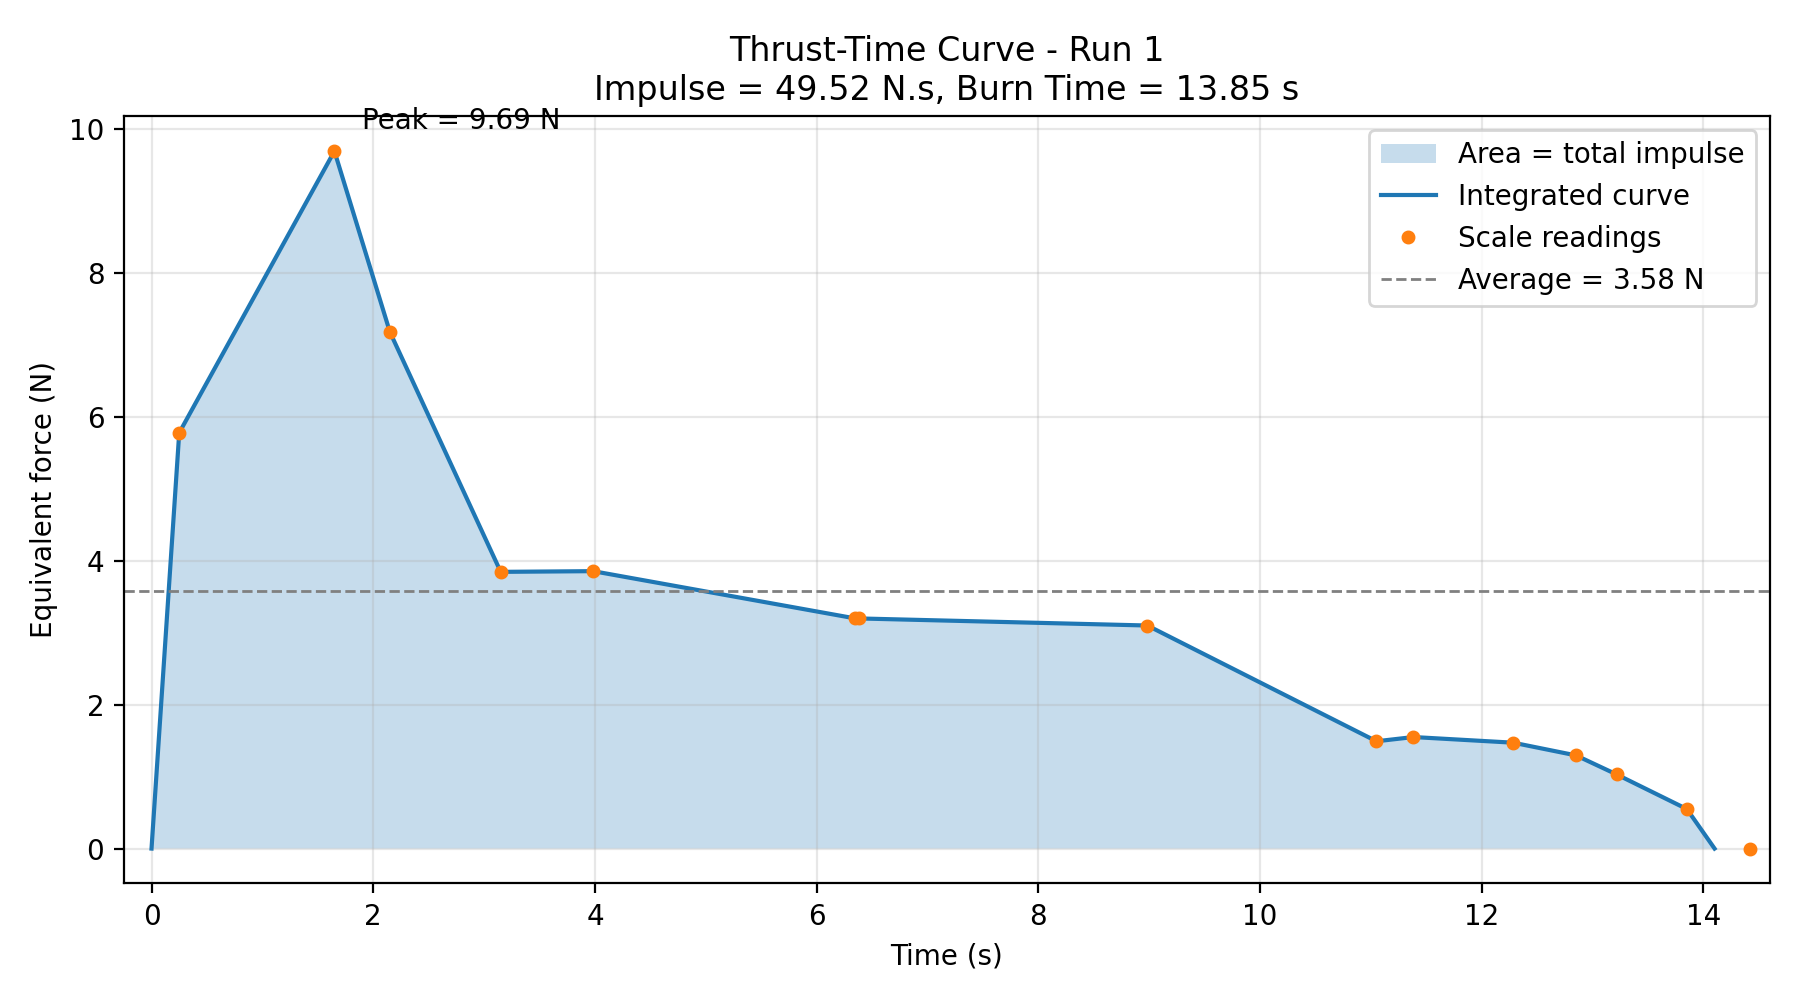 Thrust-Time Curve - Run 1
Impulse = 49.52 N.s, Burn Time = 13.85 s
Peak = 9.69 N
Area = total impulse
Integrated curve
Scale readings
Average = 3.58 N
Equivalent force (N)
10
8
6
4
2
0
0 2 4 6 8 10 12 14
Time (s)